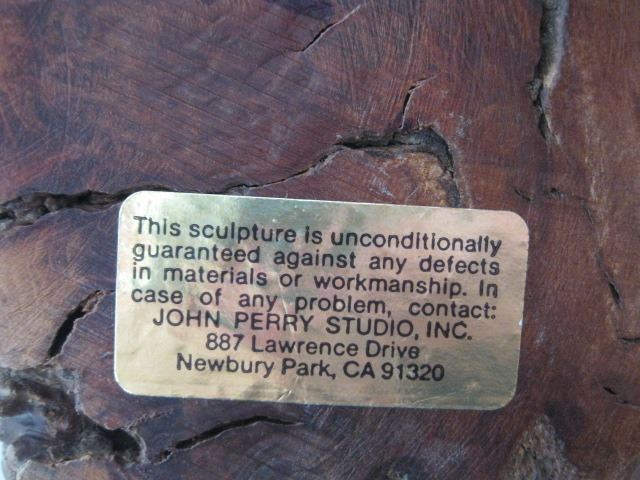 This sculpture is unconditionally
guaranteed against any defects
in materials or workmanship. In
case of any problem, contact:
JOHN PERRY STUDIO, INC.
887 Lawrence Drive
Newbury Park, CA 91320